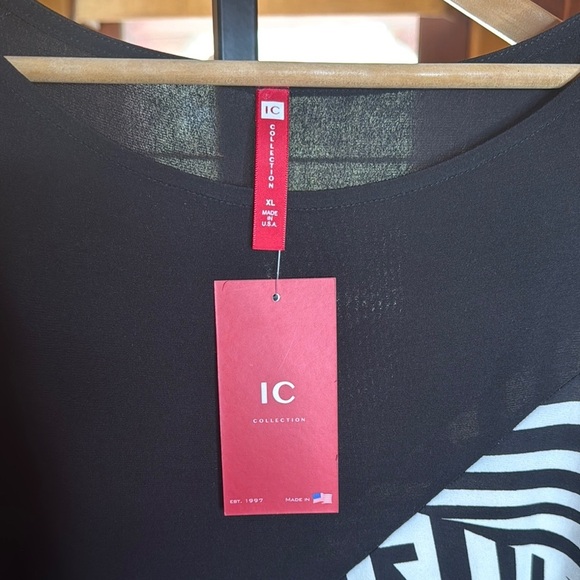 IC
COLLECTION
XL
MADE
IN
U.S.A.
IC
COLLECTION
EST. 1997 MADE IN